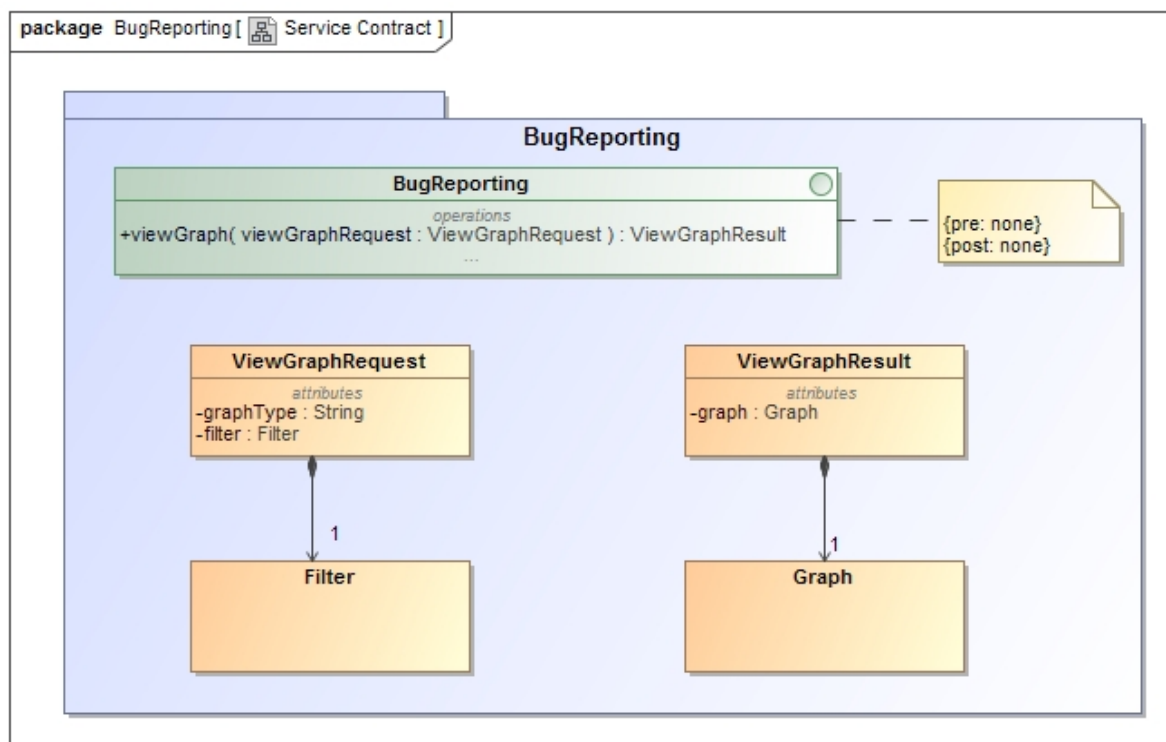 package BugReporting[ Service Contract ]
BugReporting
BugReporting
operations
+viewGraph( viewGraphRequest : ViewGraphRequest ) : ViewGraphResult
...
{pre: none}
{post: none}
ViewGraphRequest
attributes
-graphType : String
-filter : Filter
ViewGraphResult
attributes
-graph : Graph
1
1
Filter
Graph